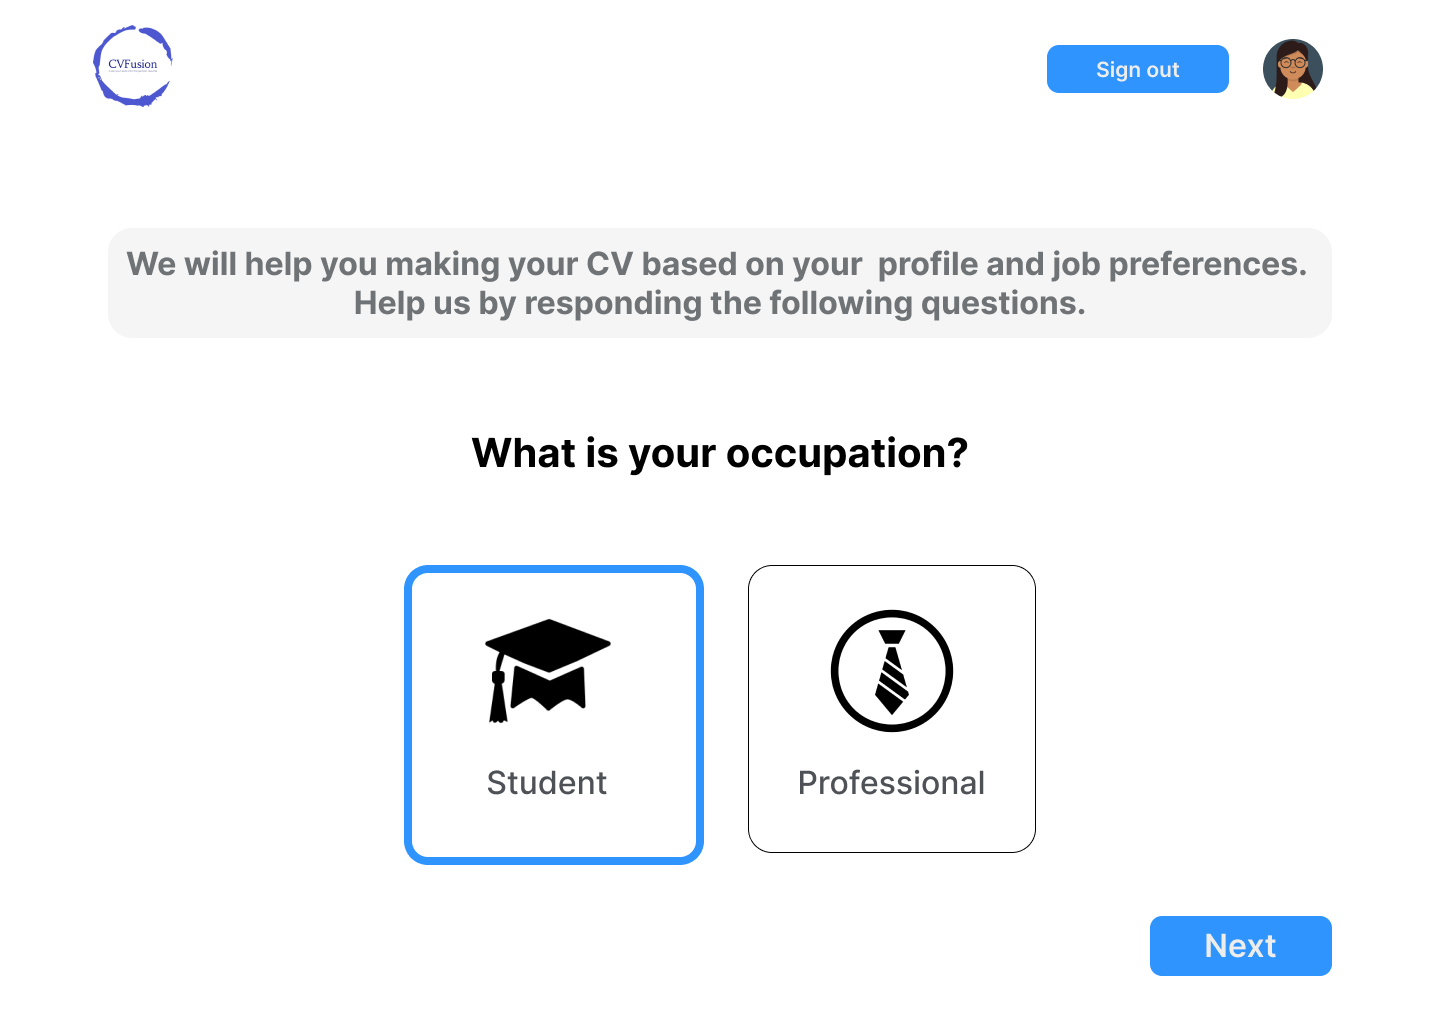 CVFusion
Sign out
We will help you making your CV based on your  profile and job preferences.
Help us by responding the following questions.
What is your occupation?
Student
Professional
Next